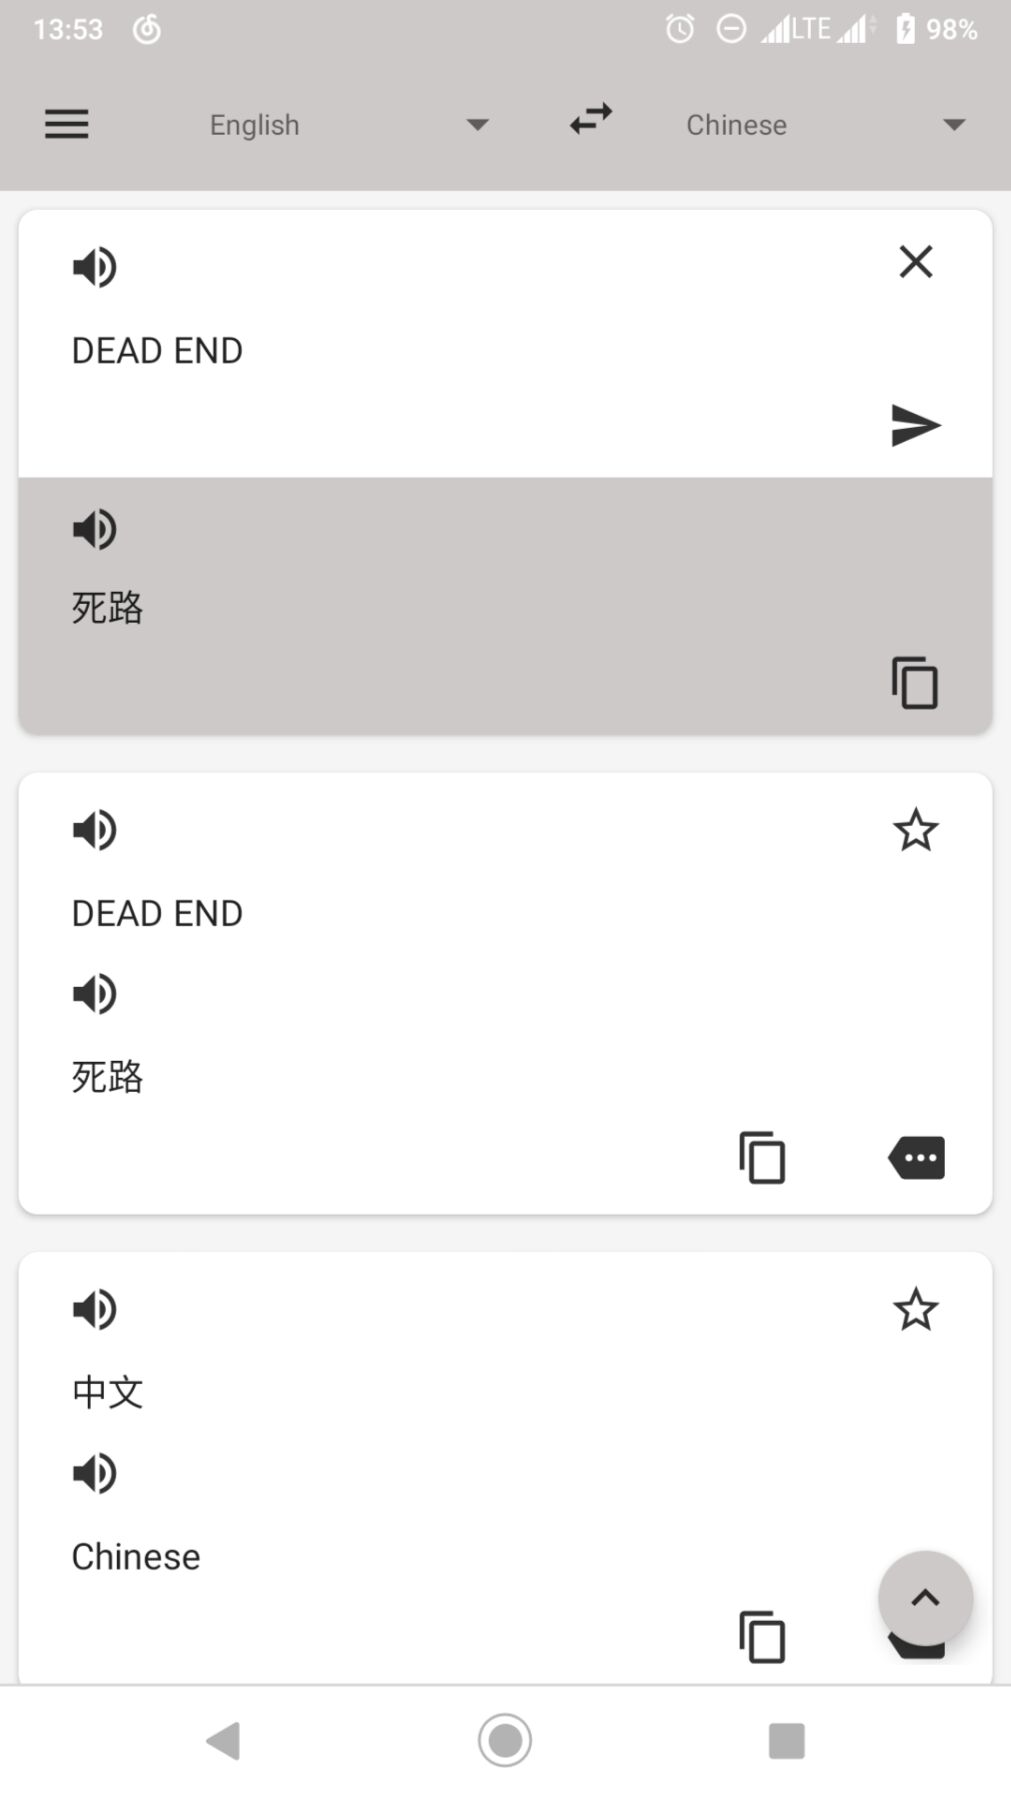 13:53 LTE 98%
English Chinese
DEAD END
死路
DEAD END
死路
中文
Chinese